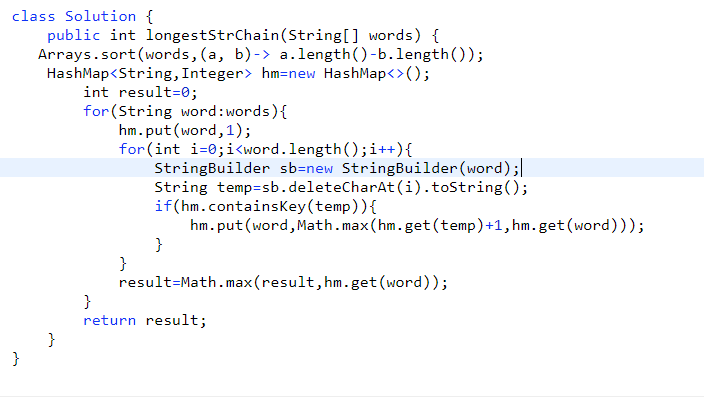 class Solution {
    public int longestStrChain(String[] words) {
   Arrays.sort(words,(a, b)-> a.length()-b.length());
    HashMap<String,Integer> hm=new HashMap<>();
        int result=0;
        for(String word:words){
            hm.put(word,1);
            for(int i=0;i<word.length();i++){
                StringBuilder sb=new StringBuilder(word);
                String temp=sb.deleteCharAt(i).toString();
                if(hm.containsKey(temp)){
                    hm.put(word,Math.max(hm.get(temp)+1,hm.get(word)));
                }
            }
            result=Math.max(result,hm.get(word));
        }
        return result;
    }
}